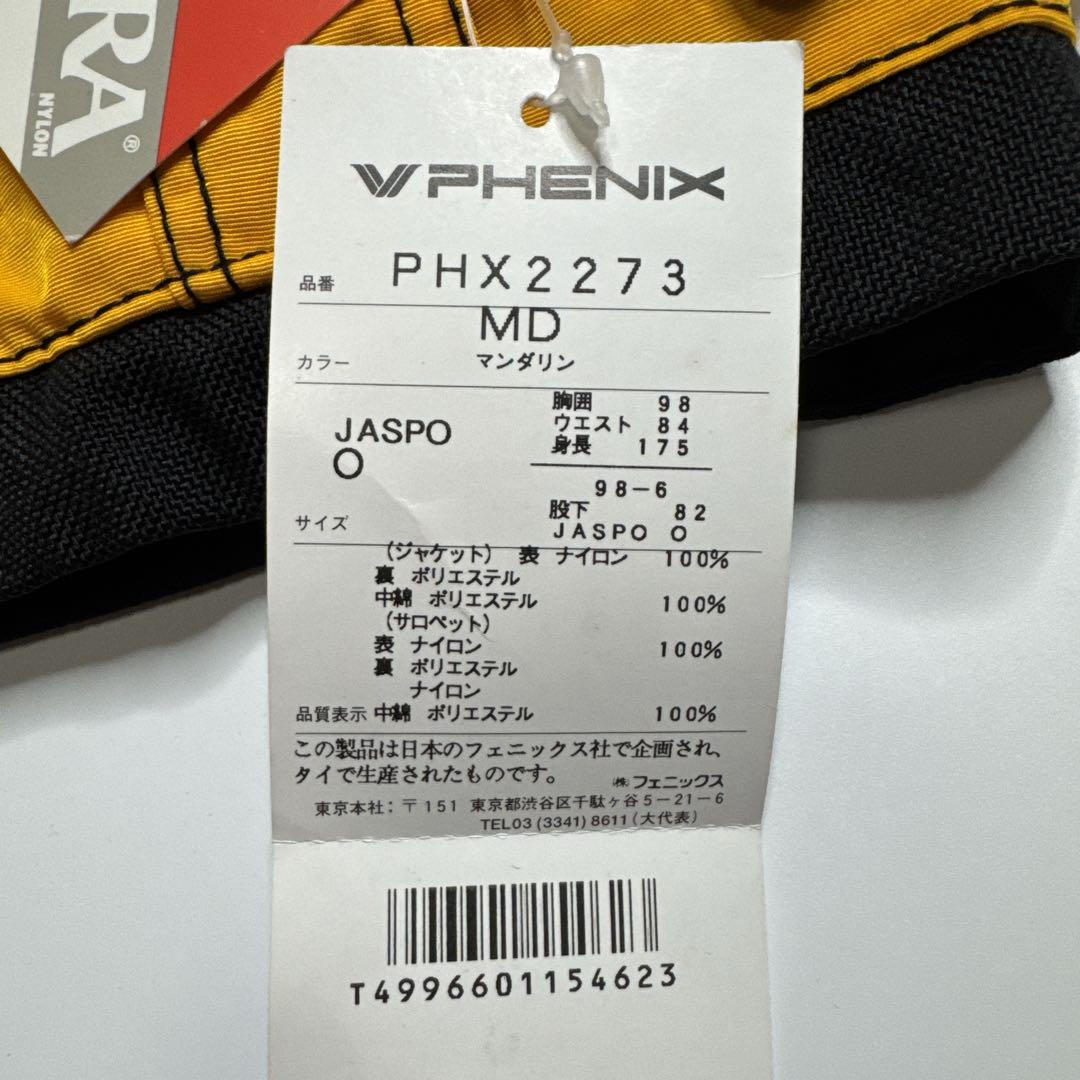 RA®
NYLON
PHENIX
品番 PHX2273
MD
カラー マンダリン
JASPO
O
胸囲 98
ウエスト 84
身長 175
98-6
股下 82
サイズ JASPO O
(ジャケット) 表 ナイロン 100%
裏 ポリエステル
中綿 ポリエステル 100%
(サロペット)
表 ナイロン 100%
裏 ポリエステル
ナイロン
品質表示 中綿 ポリエステル 100%
この製品は日本のフェニックス社で企画され、
タイで生産されたものです。 ㈱フェニックス
東京本社:〒151 東京都渋谷区千駄ヶ谷5-21-6
TEL03(3341)8611(大代表)
T4996601154623